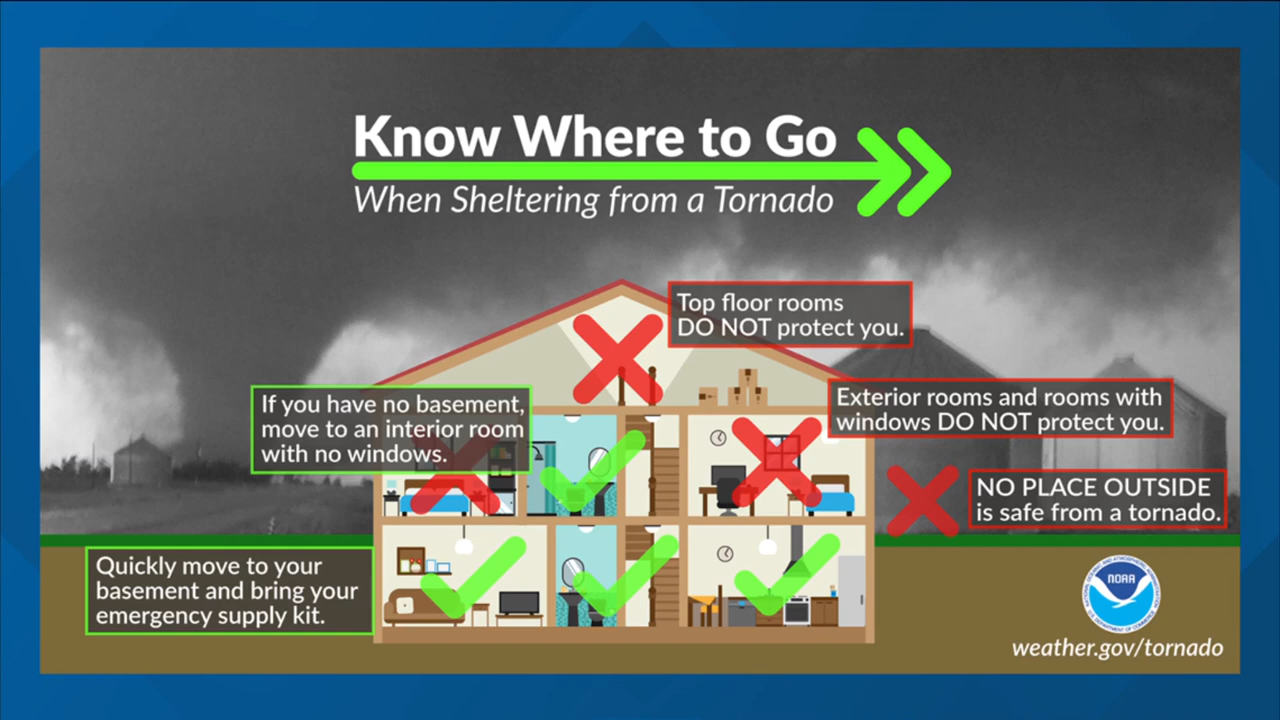 Know Where to Go
When Sheltering from a Tornado
Top floor rooms
DO NOT protect you.
If you have no basement,
move to an interior room
with no windows.
Exterior rooms and rooms with
windows DO NOT protect you.
NO PLACE OUTSIDE
is safe from a tornado.
Quickly move to your
basement and bring your
emergency supply kit.
NOAA
weather.gov/tornado